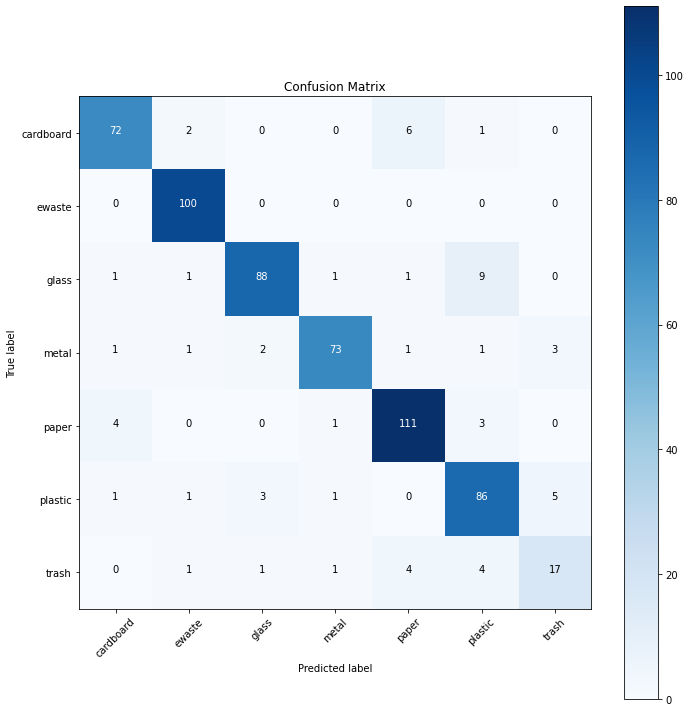 Confusion Matrix
cardboard 72 2 0 0 6 1 0
ewaste 0 100 0 0 0 0 0
glass 1 1 88 1 1 9 0
metal 1 1 2 73 1 1 3
paper 4 0 0 1 111 3 0
plastic 1 1 3 1 0 86 5
trash 0 1 1 1 4 4 17
True label
cardboard ewaste glass metal paper plastic trash
Predicted label
100
80
60
40
20
0